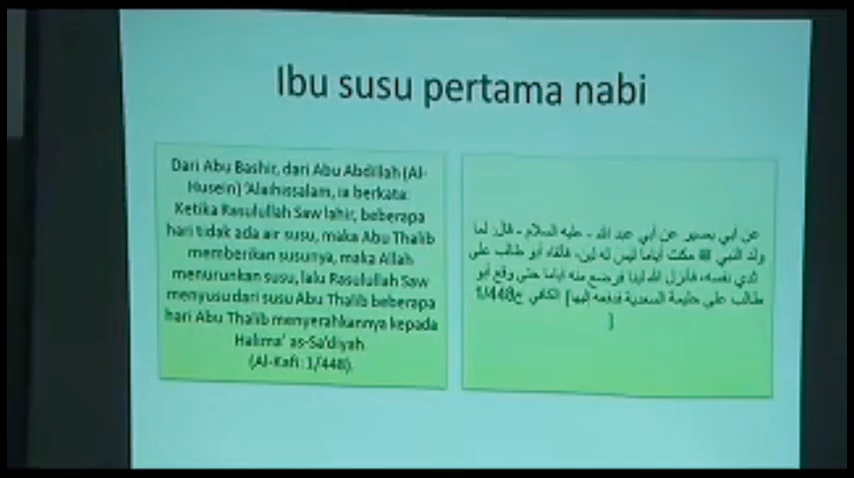 Ibu susu pertama nabi
Dari Abu Bashir, dari Abu Abdillah (Al-
Husein) 'Alaihissalam, ia berkata:
Ketika Rasulullah Saw lahir, beberapa
hari tidak ada air susu, maka Abu Thalib
memberikan susunya, maka Allah
menurunkan susu, lalu Rasulullah Saw
menyusu dari susu Abu Thalib beberapa
hari Abu Thalib menyerahkannya kepada
Halima' as-Sa'diyah
(Al-Kafi : 1/448).
عن أبي بصير عن أبي عبد الله - عليه السلام - قال: لما
ولد النبي ﷺ مكث أياما ليس له لبن، فألقاه أبو طالب على
ثدي نفسه، فأنزل الله لبنا فرضع منه أياما حتى وقع أبو
طالب على حليمة السعدية فدفعه إليها] الكافي ج1/448
[